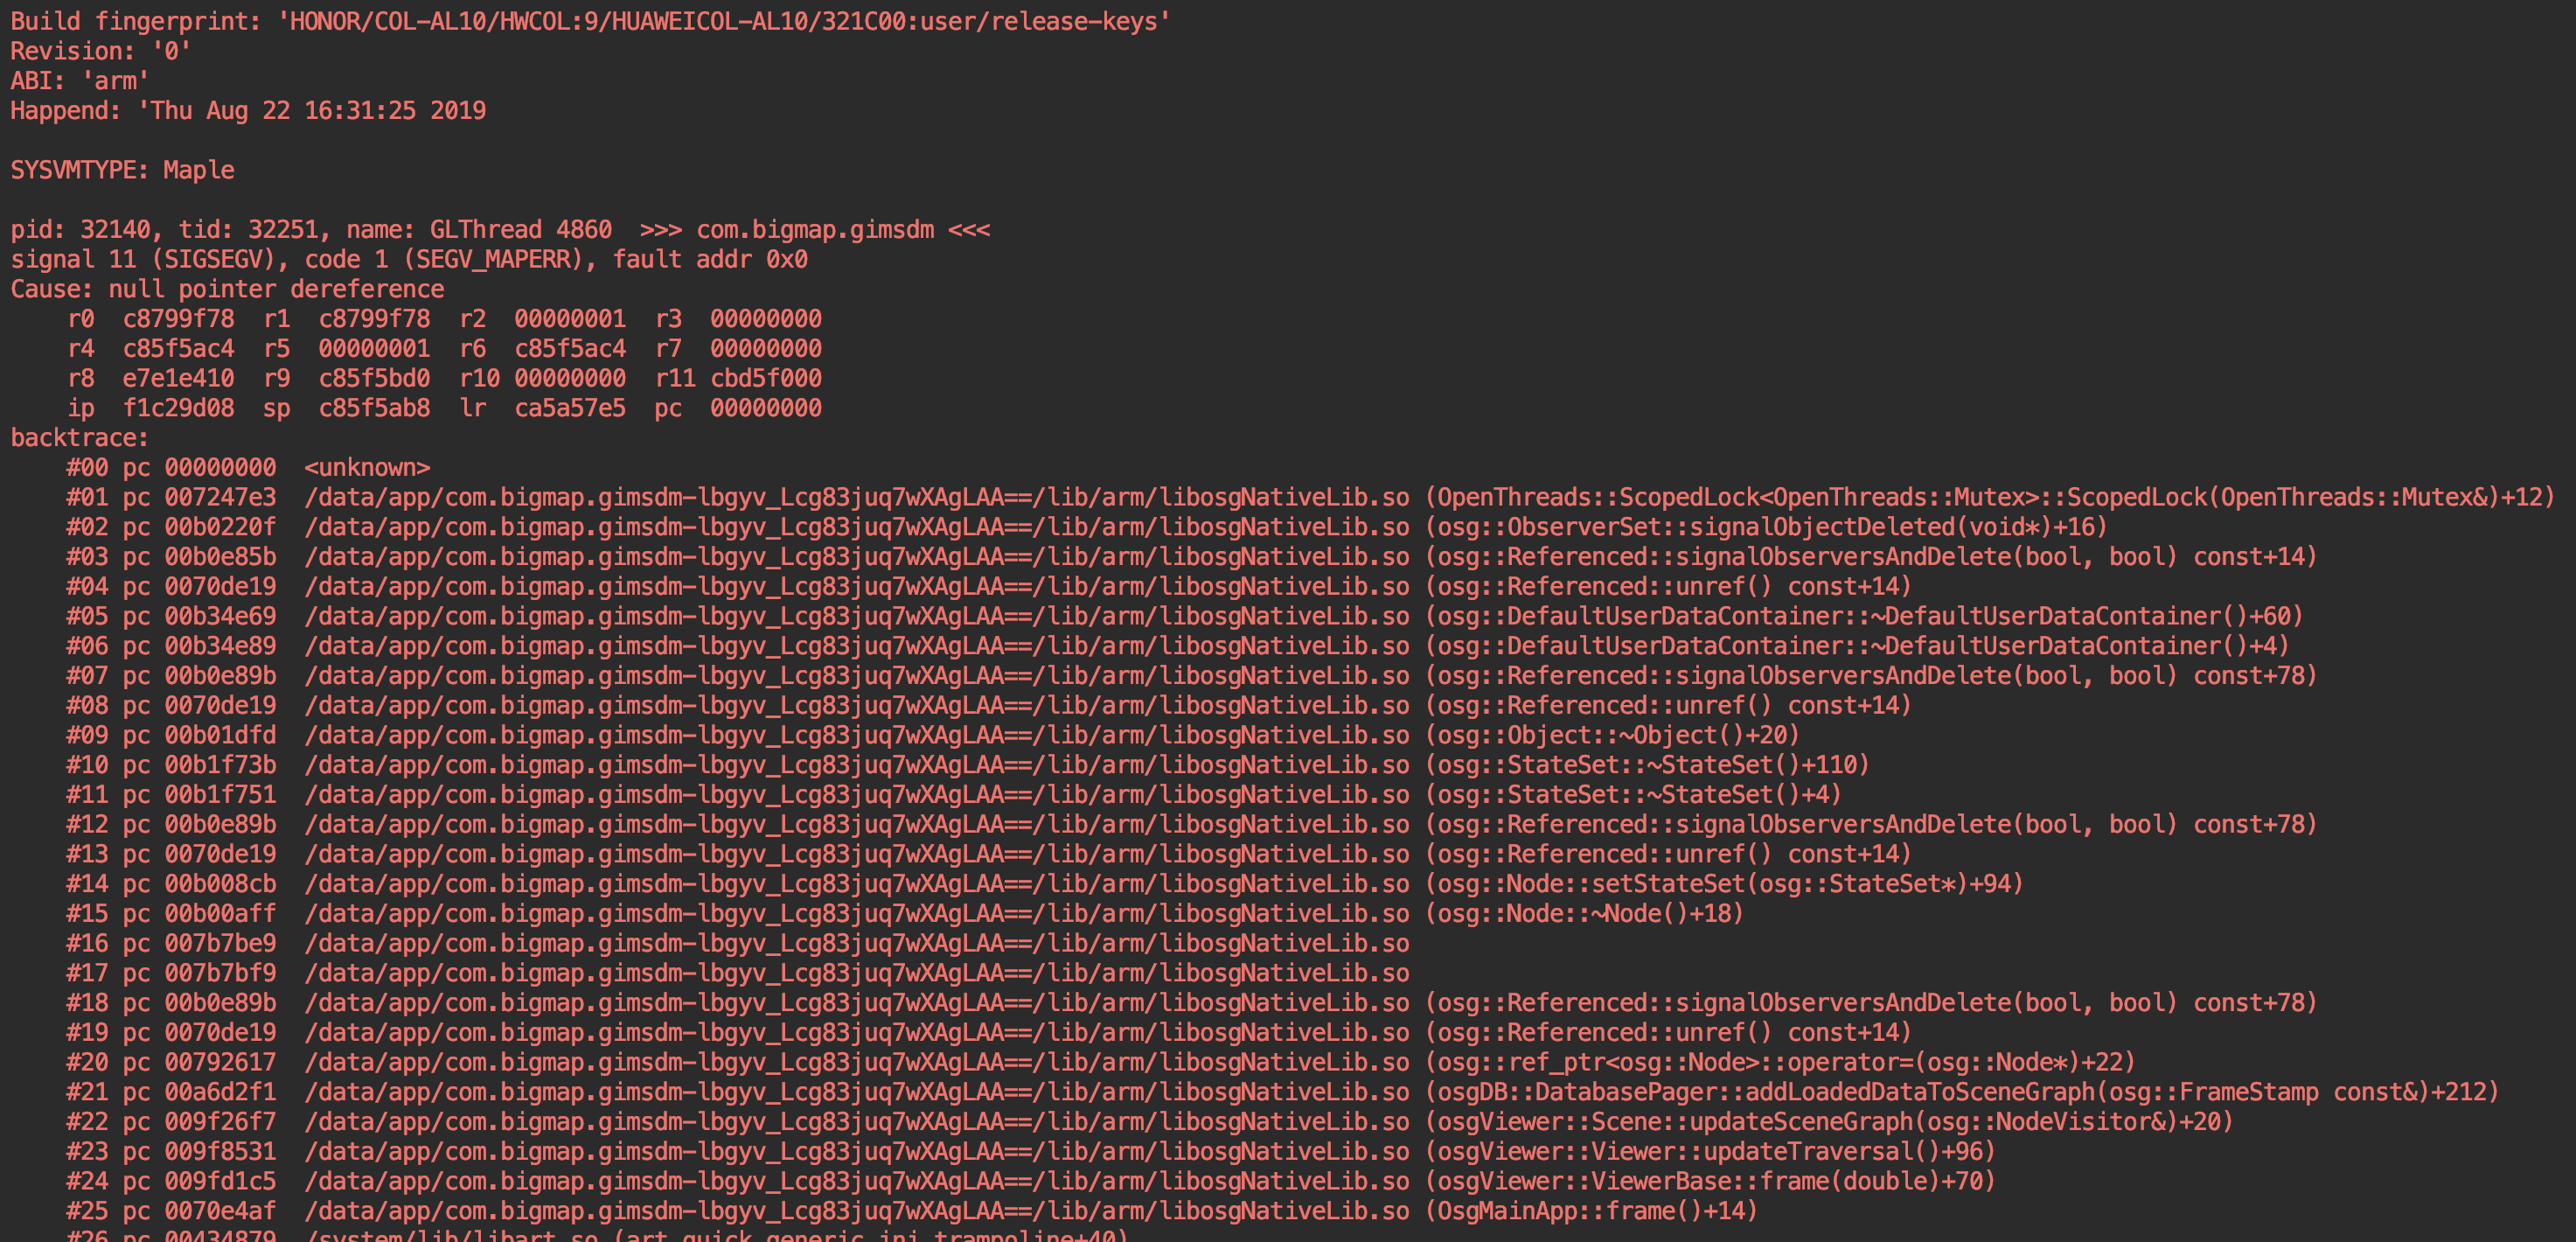 Build fingerprint: 'HONOR/COL-AL10/HWCOL:9/HUAWEICOL-AL10/321C00:user/release-keys'
Revision: '0'
ABI: 'arm'
Happend: 'Thu Aug 22 16:31:25 2019
SYSVMTYPE: Maple
pid: 32140, tid: 32251, name: GLThread 4860  >>> com.bigmap.gimsdm <<<
signal 11 (SIGSEGV), code 1 (SEGV_MAPERR), fault addr 0x0
Cause: null pointer dereference
    r0  c8799f78  r1  c8799f78  r2  00000001  r3  00000000
    r4  c85f5ac4  r5  00000001  r6  c85f5ac4  r7  00000000
    r8  e7e1e410  r9  c85f5bd0  r10 00000000  r11 cbd5f000
    ip  f1c29d08  sp  c85f5ab8  lr  ca5a57e5  pc  00000000
backtrace:
    #00 pc 00000000  <unknown>
    #01 pc 007247e3  /data/app/com.bigmap.gimsdm-lbgyv_Lcg83juq7wXAgLAA==/lib/arm/libosgNativeLib.so (OpenThreads::ScopedLock<OpenThreads::Mutex>::ScopedLock(OpenThreads::Mutex&)+12)
    #02 pc 00b0220f  /data/app/com.bigmap.gimsdm-lbgyv_Lcg83juq7wXAgLAA==/lib/arm/libosgNativeLib.so (osg::ObserverSet::signalObjectDeleted(void*)+16)
    #03 pc 00b0e85b  /data/app/com.bigmap.gimsdm-lbgyv_Lcg83juq7wXAgLAA==/lib/arm/libosgNativeLib.so (osg::Referenced::signalObserversAndDelete(bool, bool) const+14)
    #04 pc 0070de19  /data/app/com.bigmap.gimsdm-lbgyv_Lcg83juq7wXAgLAA==/lib/arm/libosgNativeLib.so (osg::Referenced::unref() const+14)
    #05 pc 00b34e69  /data/app/com.bigmap.gimsdm-lbgyv_Lcg83juq7wXAgLAA==/lib/arm/libosgNativeLib.so (osg::DefaultUserDataContainer::~DefaultUserDataContainer()+60)
    #06 pc 00b34e89  /data/app/com.bigmap.gimsdm-lbgyv_Lcg83juq7wXAgLAA==/lib/arm/libosgNativeLib.so (osg::DefaultUserDataContainer::~DefaultUserDataContainer()+4)
    #07 pc 00b0e89b  /data/app/com.bigmap.gimsdm-lbgyv_Lcg83juq7wXAgLAA==/lib/arm/libosgNativeLib.so (osg::Referenced::signalObserversAndDelete(bool, bool) const+78)
    #08 pc 0070de19  /data/app/com.bigmap.gimsdm-lbgyv_Lcg83juq7wXAgLAA==/lib/arm/libosgNativeLib.so (osg::Referenced::unref() const+14)
    #09 pc 00b01dfd  /data/app/com.bigmap.gimsdm-lbgyv_Lcg83juq7wXAgLAA==/lib/arm/libosgNativeLib.so (osg::Object::~Object()+20)
    #10 pc 00b1f73b  /data/app/com.bigmap.gimsdm-lbgyv_Lcg83juq7wXAgLAA==/lib/arm/libosgNativeLib.so (osg::StateSet::~StateSet()+110)
    #11 pc 00b1f751  /data/app/com.bigmap.gimsdm-lbgyv_Lcg83juq7wXAgLAA==/lib/arm/libosgNativeLib.so (osg::StateSet::~StateSet()+4)
    #12 pc 00b0e89b  /data/app/com.bigmap.gimsdm-lbgyv_Lcg83juq7wXAgLAA==/lib/arm/libosgNativeLib.so (osg::Referenced::signalObserversAndDelete(bool, bool) const+78)
    #13 pc 0070de19  /data/app/com.bigmap.gimsdm-lbgyv_Lcg83juq7wXAgLAA==/lib/arm/libosgNativeLib.so (osg::Referenced::unref() const+14)
    #14 pc 00b008cb  /data/app/com.bigmap.gimsdm-lbgyv_Lcg83juq7wXAgLAA==/lib/arm/libosgNativeLib.so (osg::Node::setStateSet(osg::StateSet*)+94)
    #15 pc 00b00aff  /data/app/com.bigmap.gimsdm-lbgyv_Lcg83juq7wXAgLAA==/lib/arm/libosgNativeLib.so (osg::Node::~Node()+18)
    #16 pc 007b7be9  /data/app/com.bigmap.gimsdm-lbgyv_Lcg83juq7wXAgLAA==/lib/arm/libosgNativeLib.so
    #17 pc 007b7bf9  /data/app/com.bigmap.gimsdm-lbgyv_Lcg83juq7wXAgLAA==/lib/arm/libosgNativeLib.so
    #18 pc 00b0e89b  /data/app/com.bigmap.gimsdm-lbgyv_Lcg83juq7wXAgLAA==/lib/arm/libosgNativeLib.so (osg::Referenced::signalObserversAndDelete(bool, bool) const+78)
    #19 pc 0070de19  /data/app/com.bigmap.gimsdm-lbgyv_Lcg83juq7wXAgLAA==/lib/arm/libosgNativeLib.so (osg::Referenced::unref() const+14)
    #20 pc 00792617  /data/app/com.bigmap.gimsdm-lbgyv_Lcg83juq7wXAgLAA==/lib/arm/libosgNativeLib.so (osg::ref_ptr<osg::Node>::operator=(osg::Node*)+22)
    #21 pc 00a6d2f1  /data/app/com.bigmap.gimsdm-lbgyv_Lcg83juq7wXAgLAA==/lib/arm/libosgNativeLib.so (osgDB::DatabasePager::addLoadedDataToSceneGraph(osg::FrameStamp const&)+212)
    #22 pc 009f26f7  /data/app/com.bigmap.gimsdm-lbgyv_Lcg83juq7wXAgLAA==/lib/arm/libosgNativeLib.so (osgViewer::Scene::updateSceneGraph(osg::NodeVisitor&)+20)
    #23 pc 009f8531  /data/app/com.bigmap.gimsdm-lbgyv_Lcg83juq7wXAgLAA==/lib/arm/libosgNativeLib.so (osgViewer::Viewer::updateTraversal()+96)
    #24 pc 009fd1c5  /data/app/com.bigmap.gimsdm-lbgyv_Lcg83juq7wXAgLAA==/lib/arm/libosgNativeLib.so (osgViewer::ViewerBase::frame(double)+70)
    #25 pc 0070e4af  /data/app/com.bigmap.gimsdm-lbgyv_Lcg83juq7wXAgLAA==/lib/arm/libosgNativeLib.so (OsgMainApp::frame()+14)
    #26 pc 00434879  /system/lib/libart.so (art_quick_generic_jni_trampoline+40)